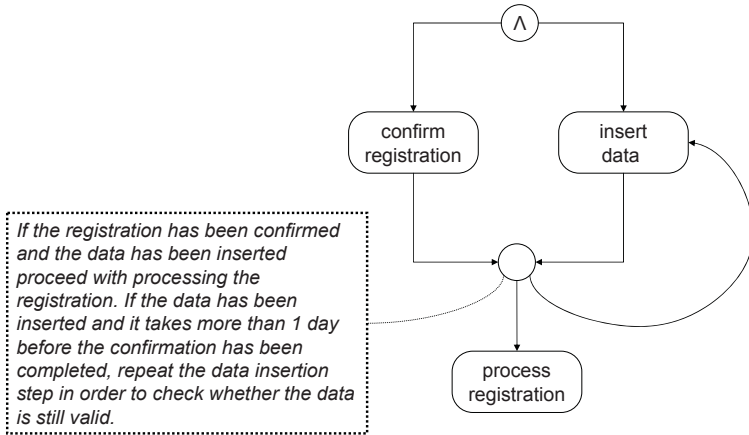 Λ
confirm
registration
insert
data
If the registration has been confirmed
and the data has been inserted
proceed with processing the
registration. If the data has been
inserted and it takes more than 1 day
before the confirmation has been
completed, repeat the data insertion
step in order to check whether the data
is still valid.
process
registration